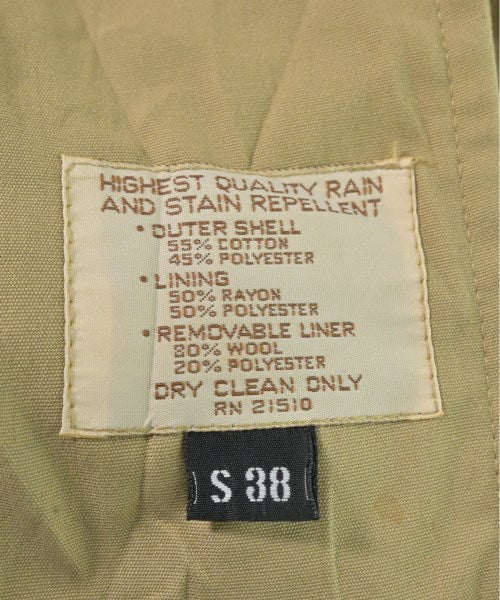 HIGHEST QUALITY RAIN
AND STAIN REPELLENT
• OUTER SHELL
55% COTTON
45% POLYESTER
• LINING
50% RAYON
50% POLYESTER
• REMOVABLE LINER
80% WOOL
20% POLYESTER
DRY CLEAN ONLY
RN 21510
S 38